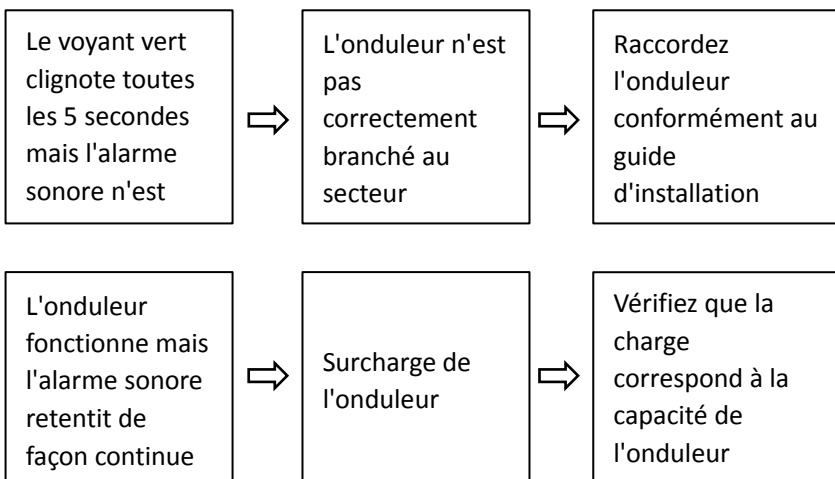 Le voyant vert
clignote toutes
les 5 secondes
mais l'alarme
sonore n'est
L'onduleur n'est
pas
correctement
branché au
secteur
Raccordez
l'onduleur
conformément au
guide
d'installation
L'onduleur
fonctionne mais
l'alarme sonore
retentit de
façon continue
Surcharge de
l'onduleur
Vérifiez que la
charge
correspond à la
capacité de
l'onduleur